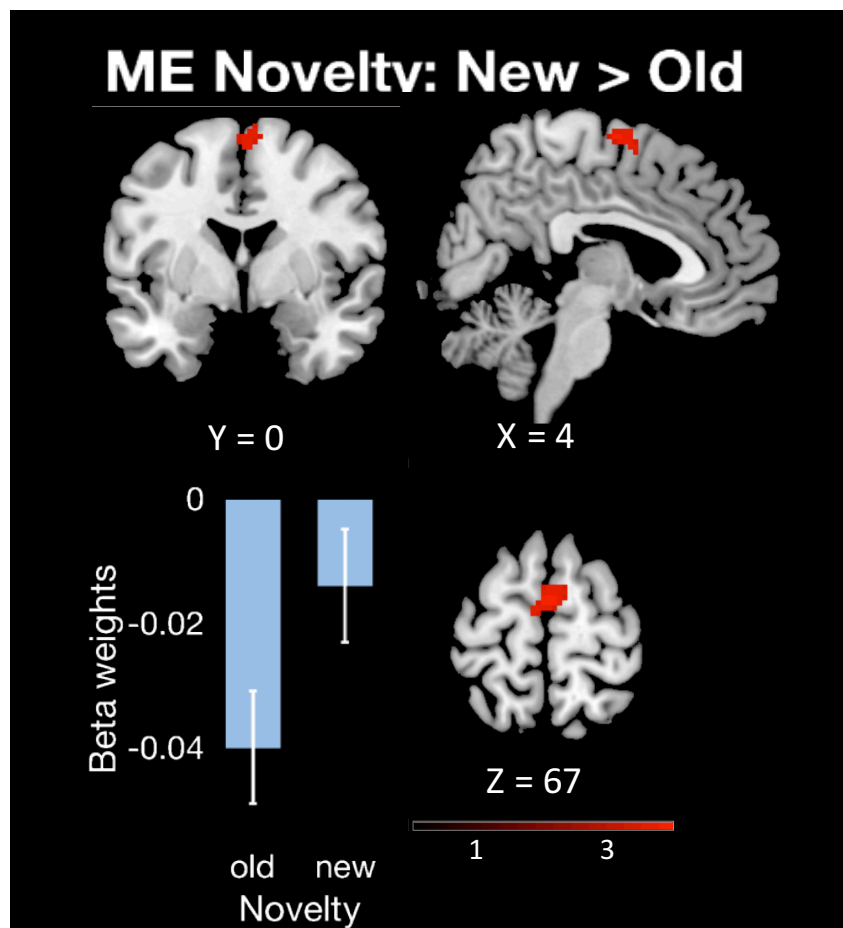 ME Novelty: New > Old
Y = 0
X = 4
0
-0.02
-0.04
Beta weights
old new
Novelty
Z = 67
1 3